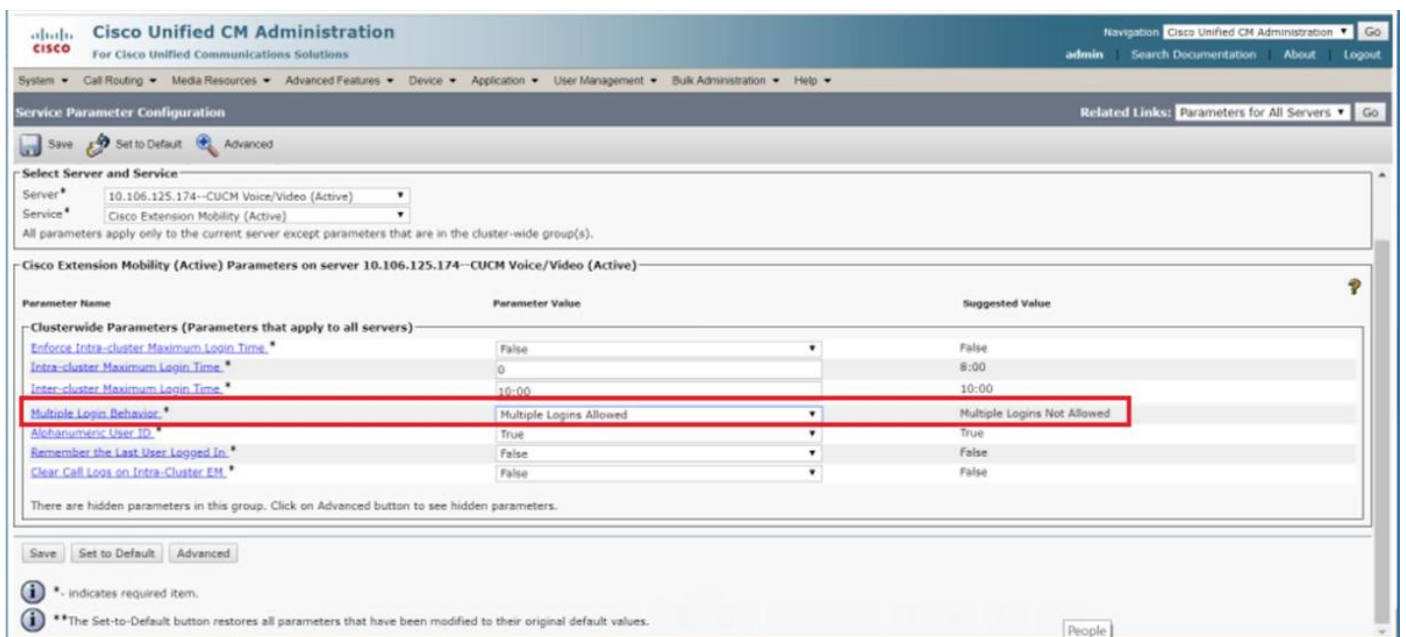 Cisco Unified CM Administration
Navigation Cisco Unified CM Administration Go
CISCO
For Cisco Unified Communications Solutions
admin Search Documentation About Logout
System Call Routing Media Resources Advanced Features Device Application User Management Bulk Administration Help
Service Parameter Configuration
Related Links: Parameters for All Servers Go
Save Set to Default Advanced
Select Server and Service
Server* 10.106.125.174--CUCM Voice/Video (Active)
Service* Cisco Extension Mobility (Active)
All parameters apply only to the current server except parameters that are in the cluster-wide group(s).
Cisco Extension Mobility (Active) Parameters on server 10.106.125.174--CUCM Voice/Video (Active)
?
Parameter Name Parameter Value Suggested Value
Clusterwide Parameters (Parameters that apply to all servers)
Enforce Intra-cluster Maximum Login Time * False False
Intra-cluster Maximum Login Time * 0 8:00
Inter-cluster Maximum Login Time * 10:00 10:00
Multiple Login Behavior * Multiple Logins Allowed Multiple Logins Not Allowed
Alphanumeric User ID * True True
Remember the Last User Logged In * False False
Clear Call Logs on Intra-Cluster EM * False False
There are hidden parameters in this group. Click on Advanced button to see hidden parameters.
Save Set to Default Advanced
i *- indicates required item.
i **The Set-to-Default button restores all parameters that have been modified to their original default values.
People